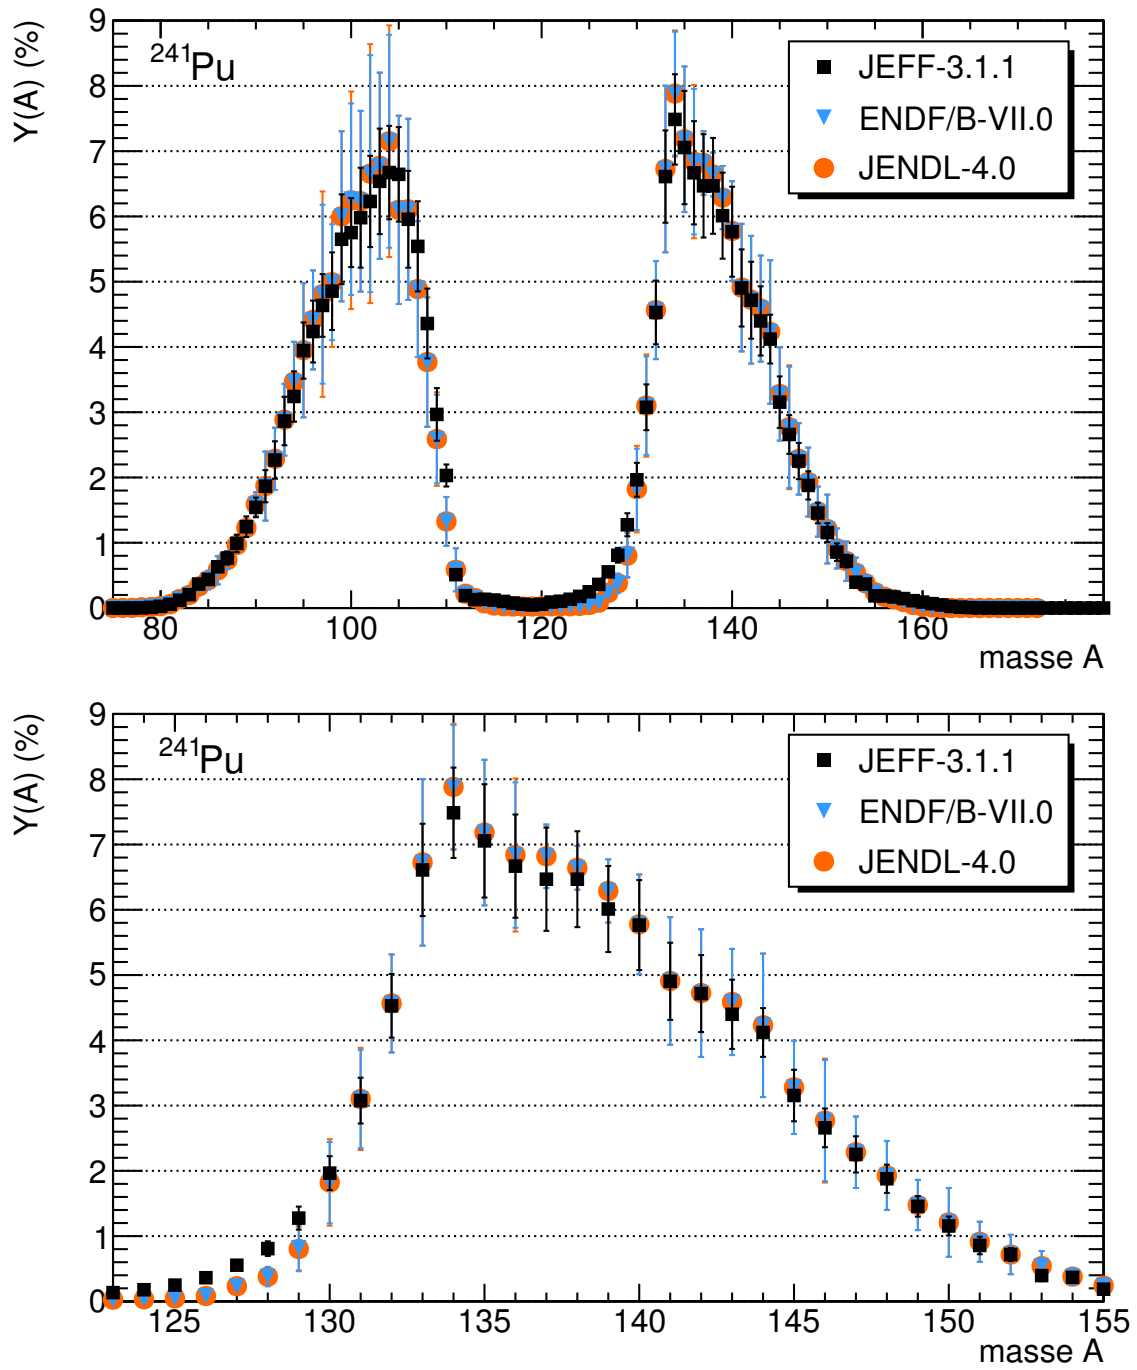 Y(A) (%)
9
8
7
6
5
4
3
2
1
0
²⁴¹Pu
JEFF-3.1.1
ENDF/B-VII.0
JENDL-4.0
80 100 120 140 160
masse A
Y(A) (%)
9
8
7
6
5
4
3
2
1
0
²⁴¹Pu
JEFF-3.1.1
ENDF/B-VII.0
JENDL-4.0
125 130 135 140 145 150 155
masse A